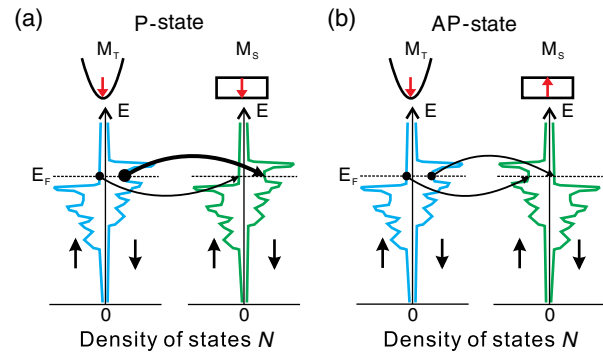 (a) P-state
M_T M_S
E E
E_F
0 0
Density of states N
(b) AP-state
M_T M_S
E E
E_F
0 0
Density of states N